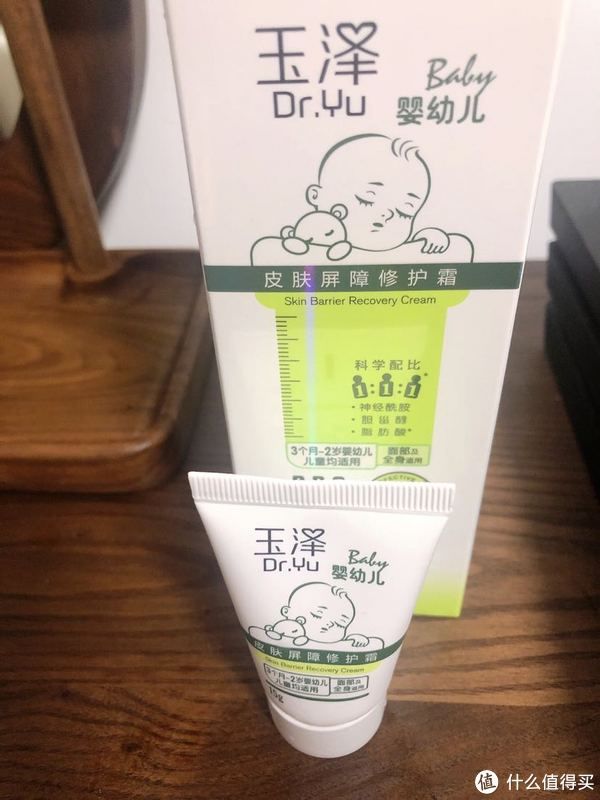 玉泽
Dr.Yu
Baby
婴幼儿
皮肤屏障修护霜
Skin Barrier Recovery Cream
科学配比
1:1:1*
•神经酰胺
•胆甾醇
•脂肪酸*
3个月-2岁婴幼儿
儿童均适用
面部及
全身适用
玉泽
Dr.Yu
Baby
婴幼儿
皮肤屏障修护霜
Skin Barrier Recovery Cream
3个月-2岁婴幼儿
儿童均适用
面部及
全身适用
15g
值 什么值得买